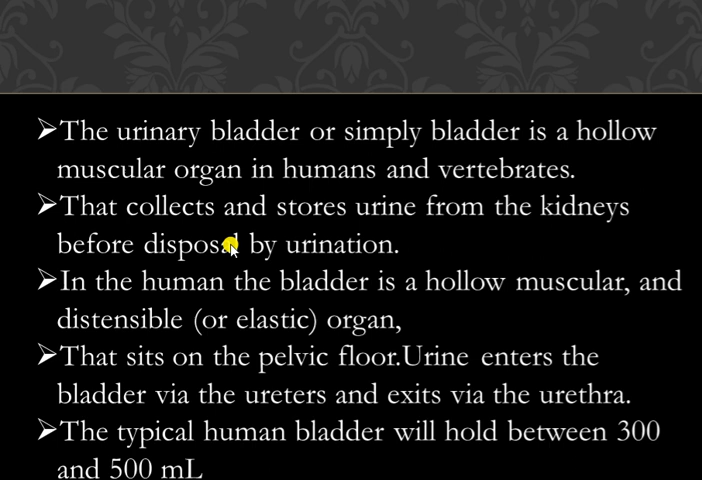 ➢The urinary bladder or simply bladder is a hollow
muscular organ in humans and vertebrates.
➢That collects and stores urine from the kidneys
before disposal by urination.
➢In the human the bladder is a hollow muscular, and
distensible (or elastic) organ,
➢That sits on the pelvic floor.Urine enters the
bladder via the ureters and exits via the urethra.
➢The typical human bladder will hold between 300
and 500 mL